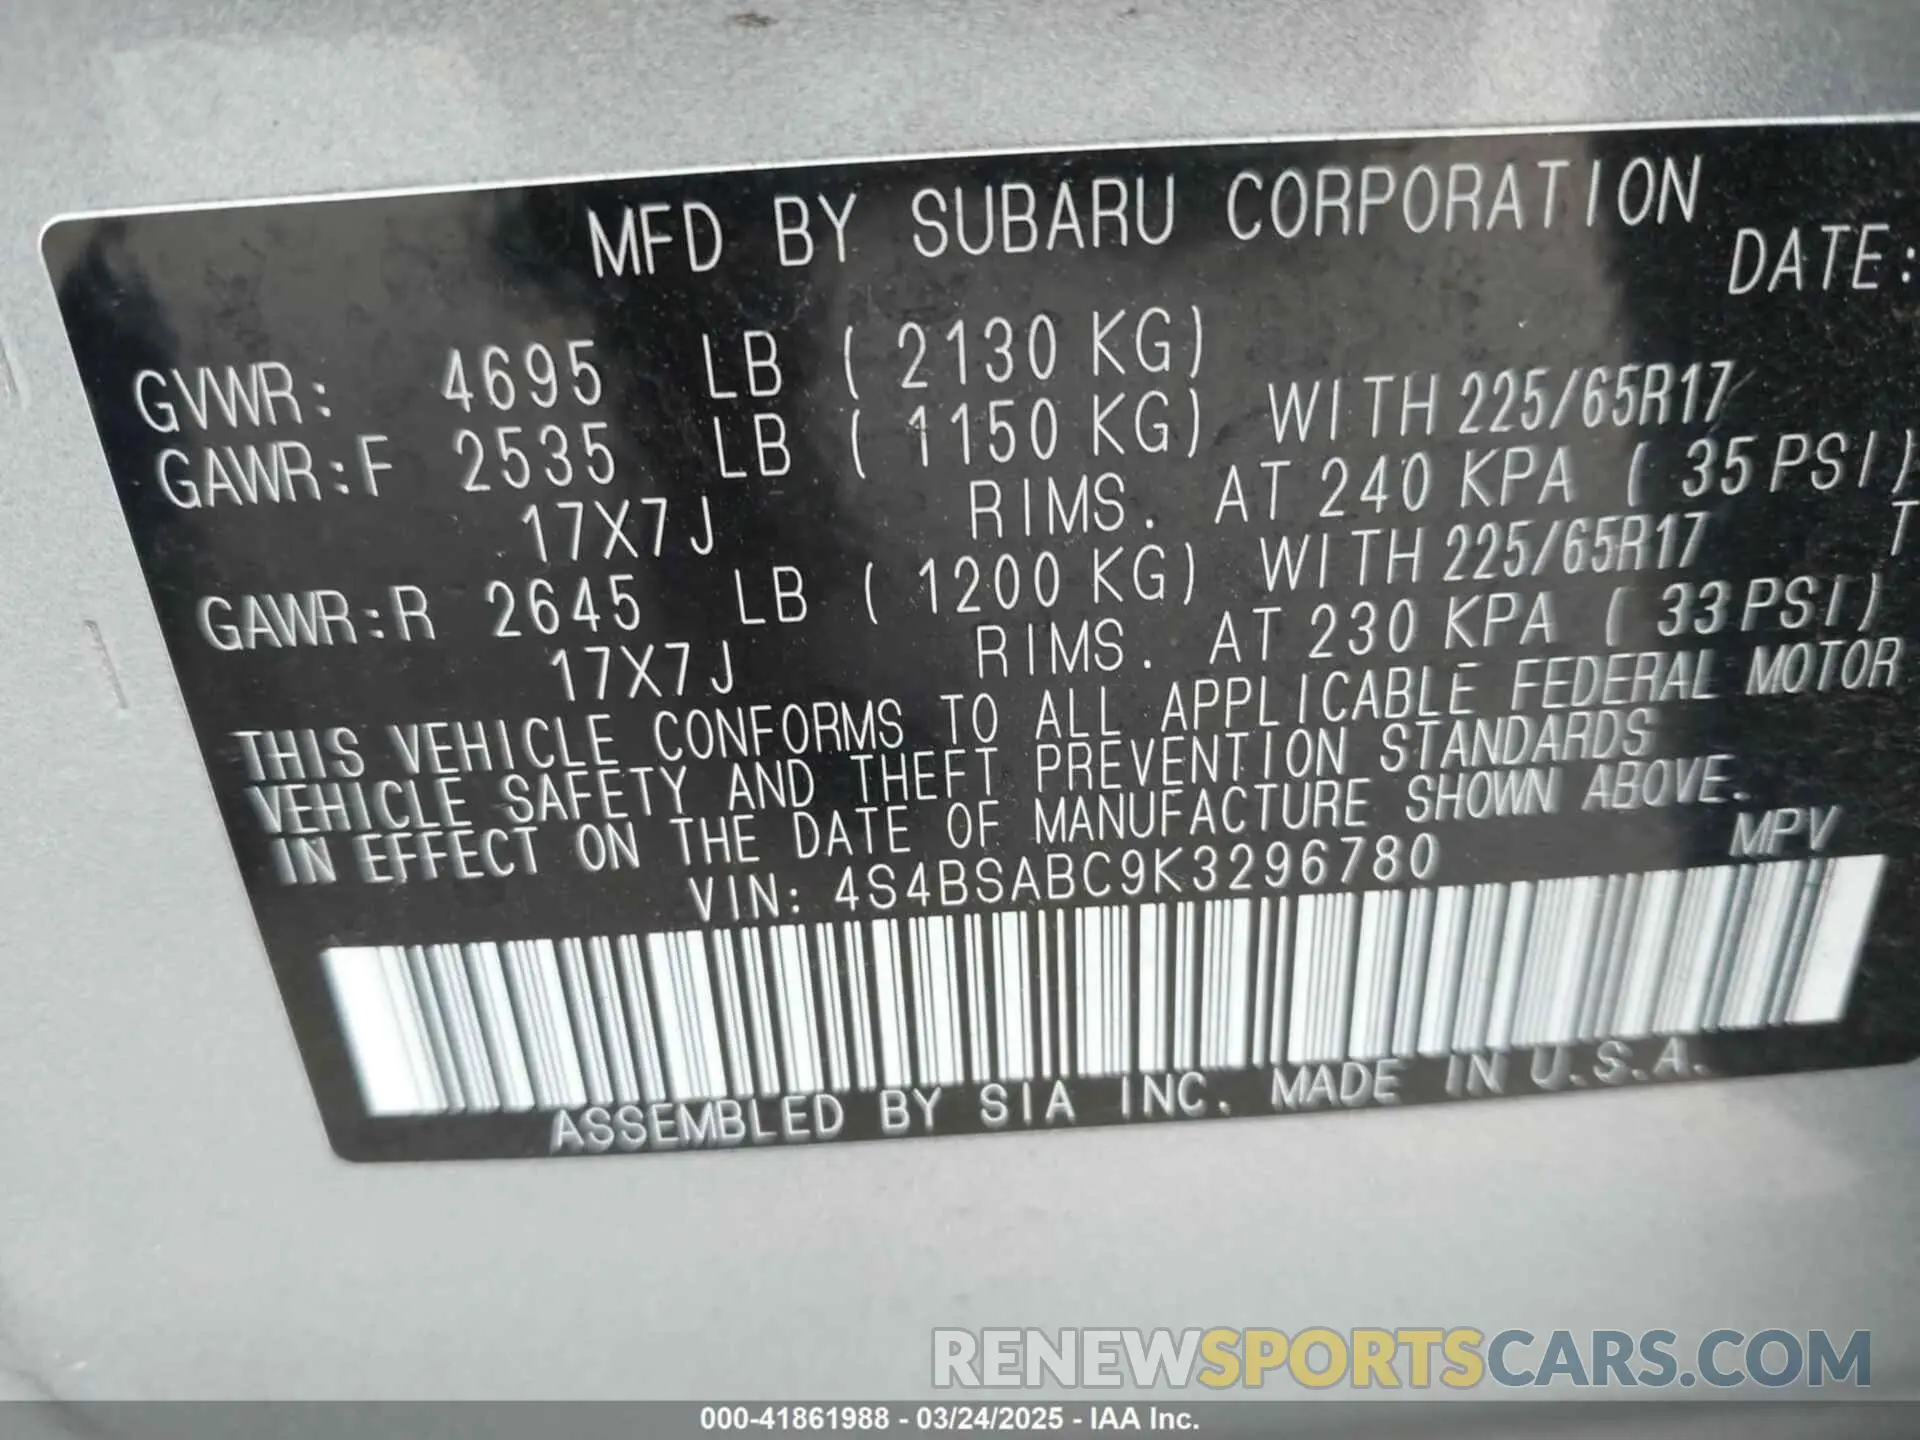 MFD BY SUBARU CORPORATION
DATE:
GVWR: 4695 LB ( 2130 KG)
GAWR:F 2535 LB ( 1150 KG) WITH 225/65R17
17X7J RIMS. AT 240 KPA ( 35 PSI)
T
GAWR:R 2645 LB ( 1200 KG) WITH 225/65R17
17X7J RIMS. AT 230 KPA ( 33 PSI)
THIS VEHICLE CONFORMS TO ALL APPLICABLE FEDERAL MOTOR
VEHICLE SAFETY AND THEFT PREVENTION STANDARDS
IN EFFECT ON THE DATE OF MANUFACTURE SHOWN ABOVE.
VIN: 4S4BSABC9K3296780 MPV
ASSEMBLED BY SIA INC. MADE IN U.S.A.
RENEWSPORTSCARS.COM
000-41861988 - 03/24/2025 - IAA Inc.